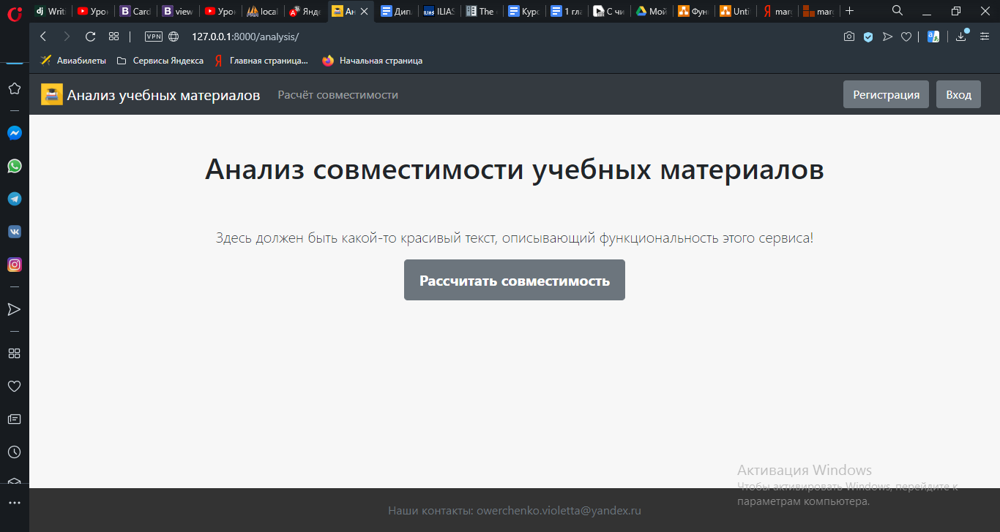 Writi
Уро
Card
view
Уро
local
Янде
Ан
Дип
ILIAS
The
Курс
1 гла
С чи
Мой
Фун
Unti
marg
marg
VPN
127.0.0.1:8000/analysis/
Авиабилеты Сервисы Яндекса Главная страница... Начальная страница
Анализ учебных материалов Расчёт совместимости Регистрация Вход
Анализ совместимости учебных материалов
Здесь должен быть какой-то красивый текст, описывающий функциональность этого сервиса!
Рассчитать совместимость
Активация Windows
Чтобы активировать Windows, перейдите к
параметрам компьютера.
Наши контакты: owerchenko.violetta@yandex.ru